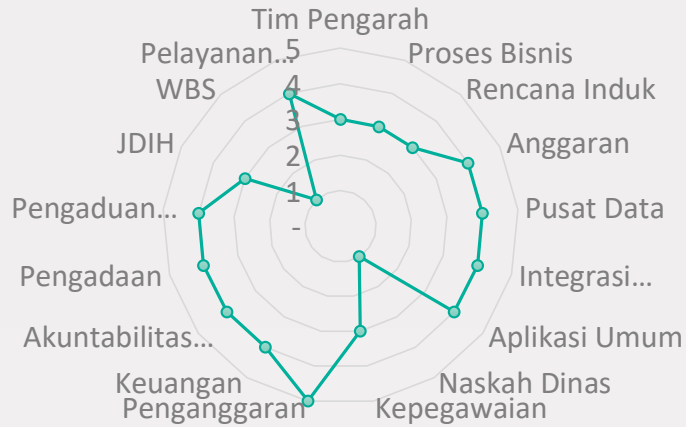 Tim Pengarah
Proses Bisnis
Rencana Induk
Anggaran
Pusat Data
Integrasi...
Aplikasi Umum
Naskah Dinas
Kepegawaian
Penganggaran
Keuangan
Akuntabilitas...
Pengadaan
Pengaduan...
JDIH
WBS
Pelayanan...
5
4
3
2
1
-